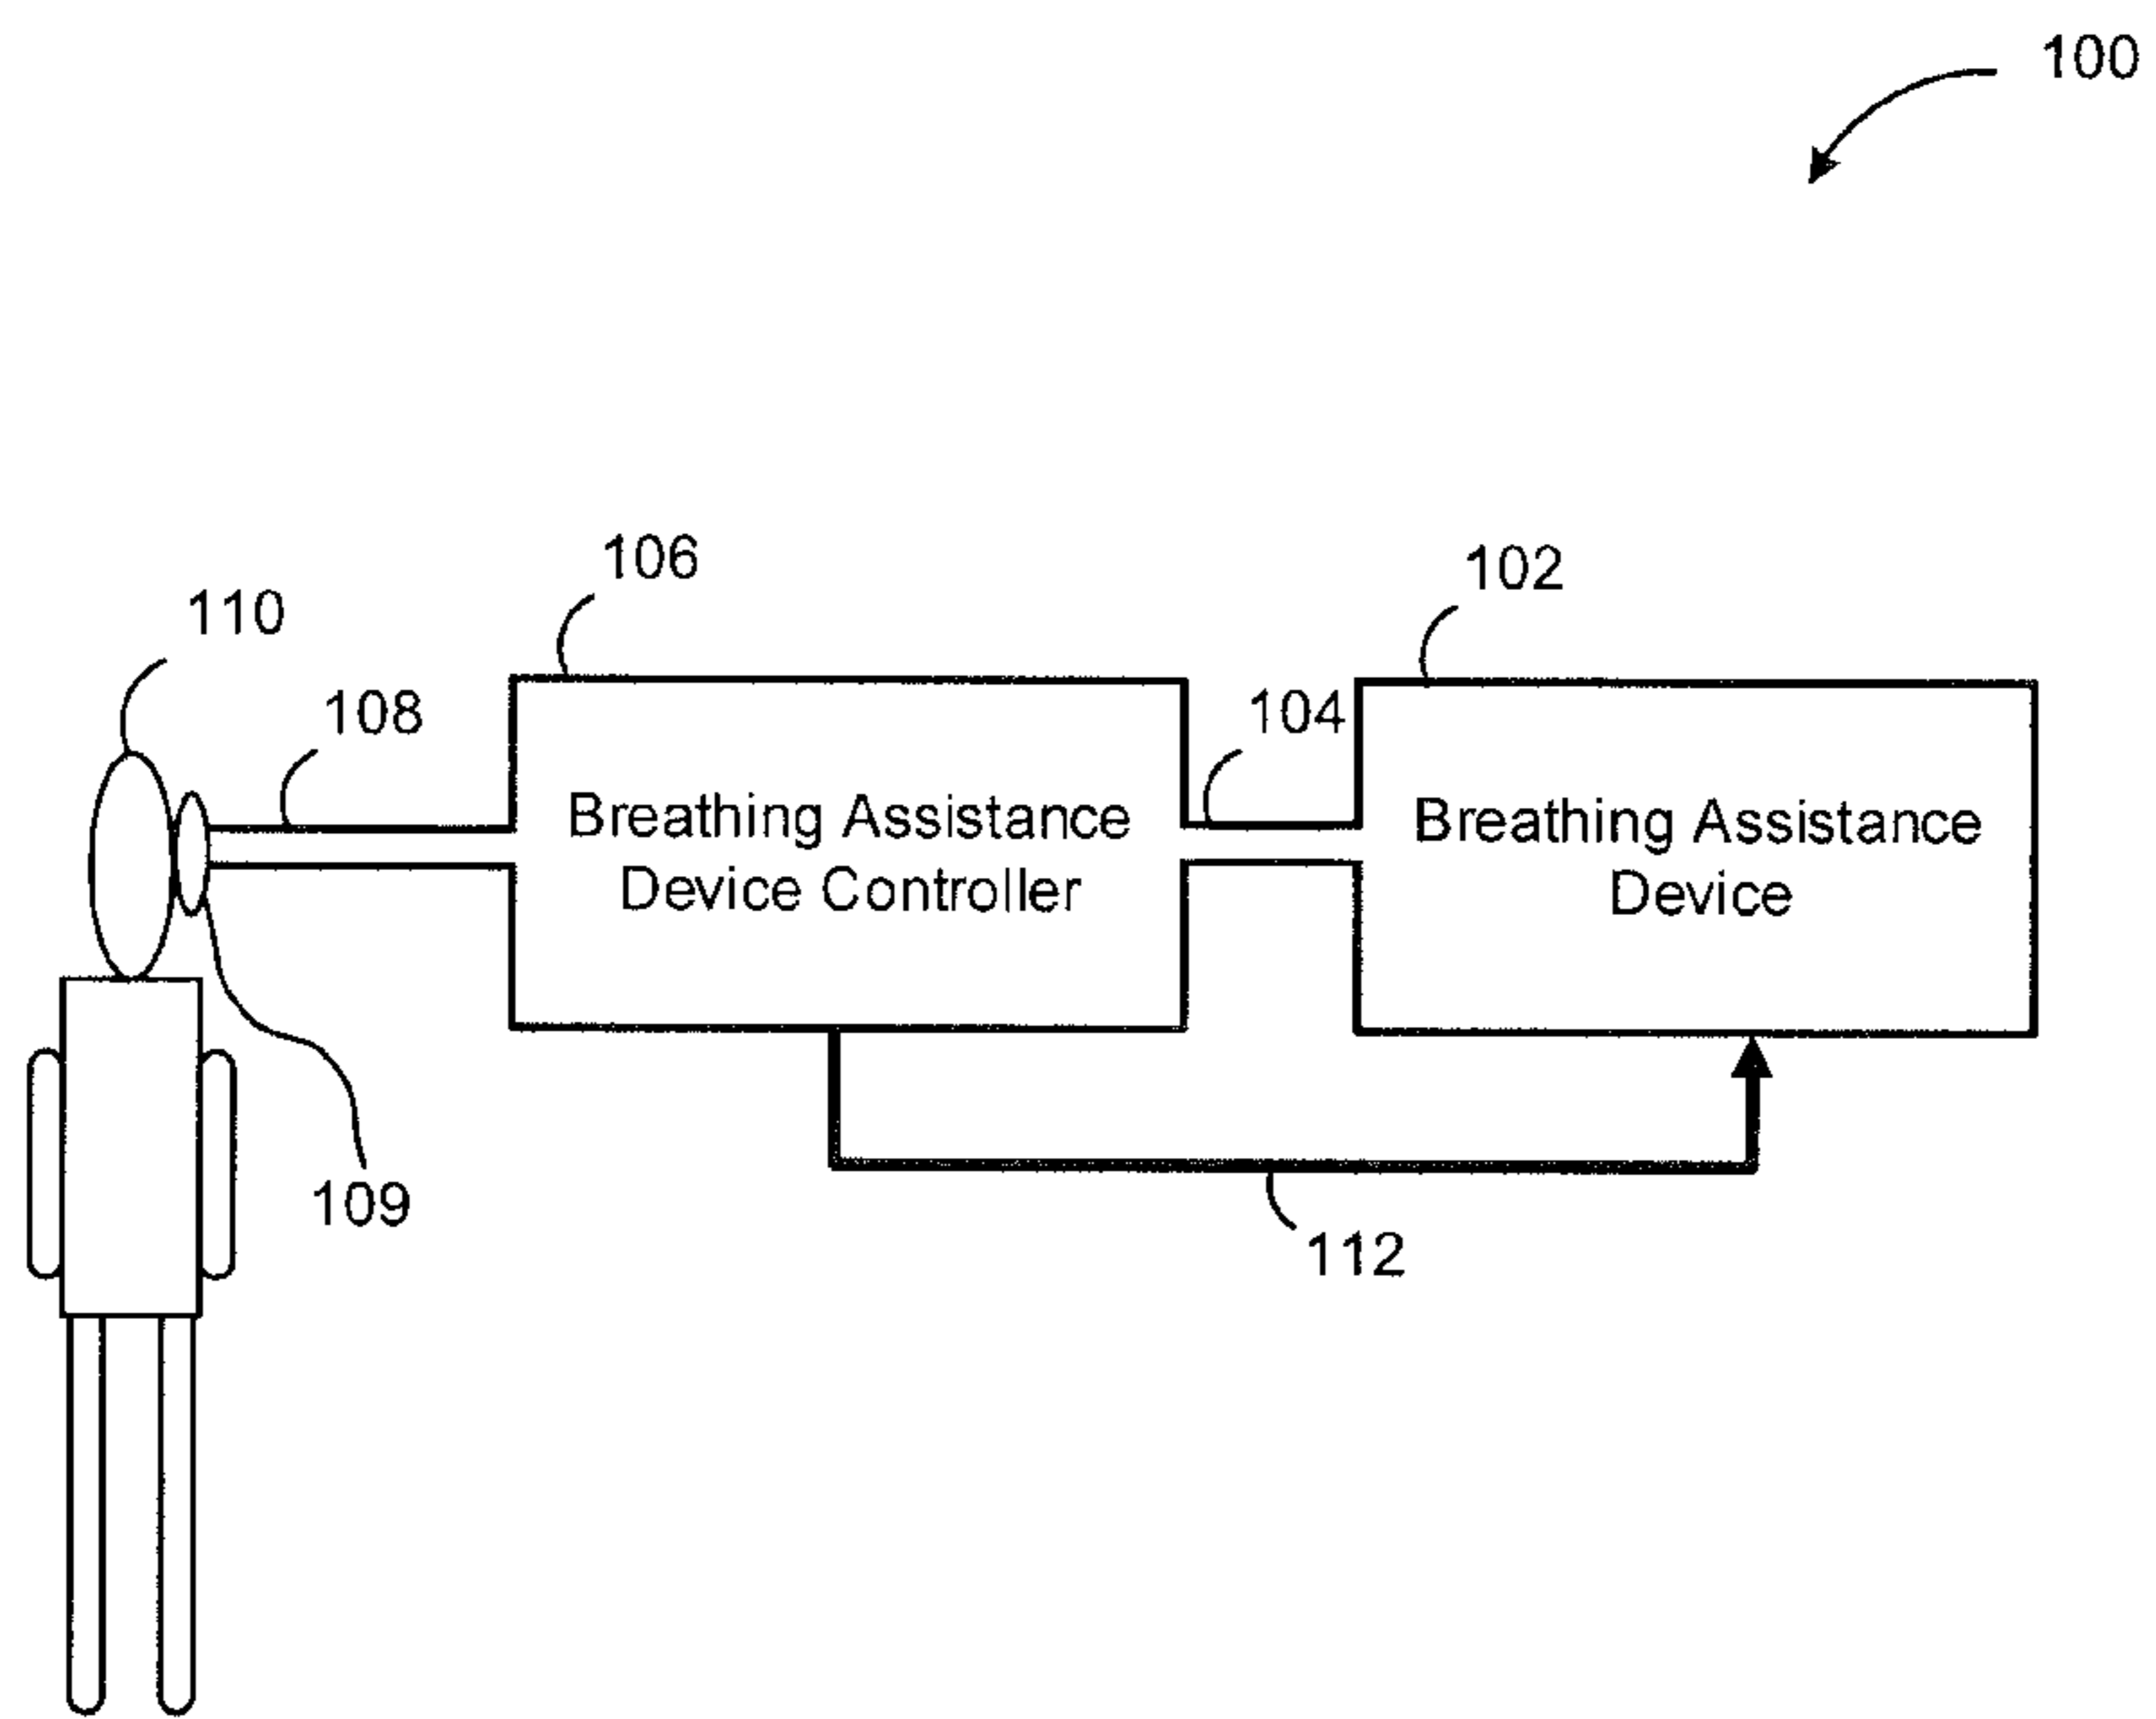 100
106
102
110
108
104
Breathing Assistance
Device Controller
Breathing Assistance
Device
109
112